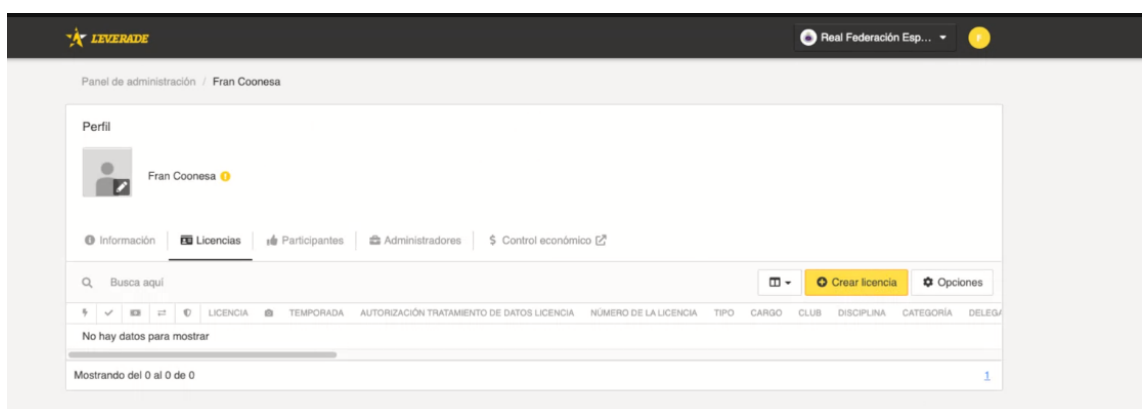 LEVERADE
Real Federación Esp...
Panel de administración / Fran Coonesa
Perfil
Fran Coonesa
Información Licencias Participantes Administradores $ Control económico
Busca aquí
Crear licencia Opciones
LICENCIA TEMPORADA AUTORIZACIÓN TRATAMIENTO DE DATOS LICENCIA NÚMERO DE LA LICENCIA TIPO CARGO CLUB DISCIPLINA CATEGORÍA DELEGA
No hay datos para mostrar
Mostrando del 0 al 0 de 0
1